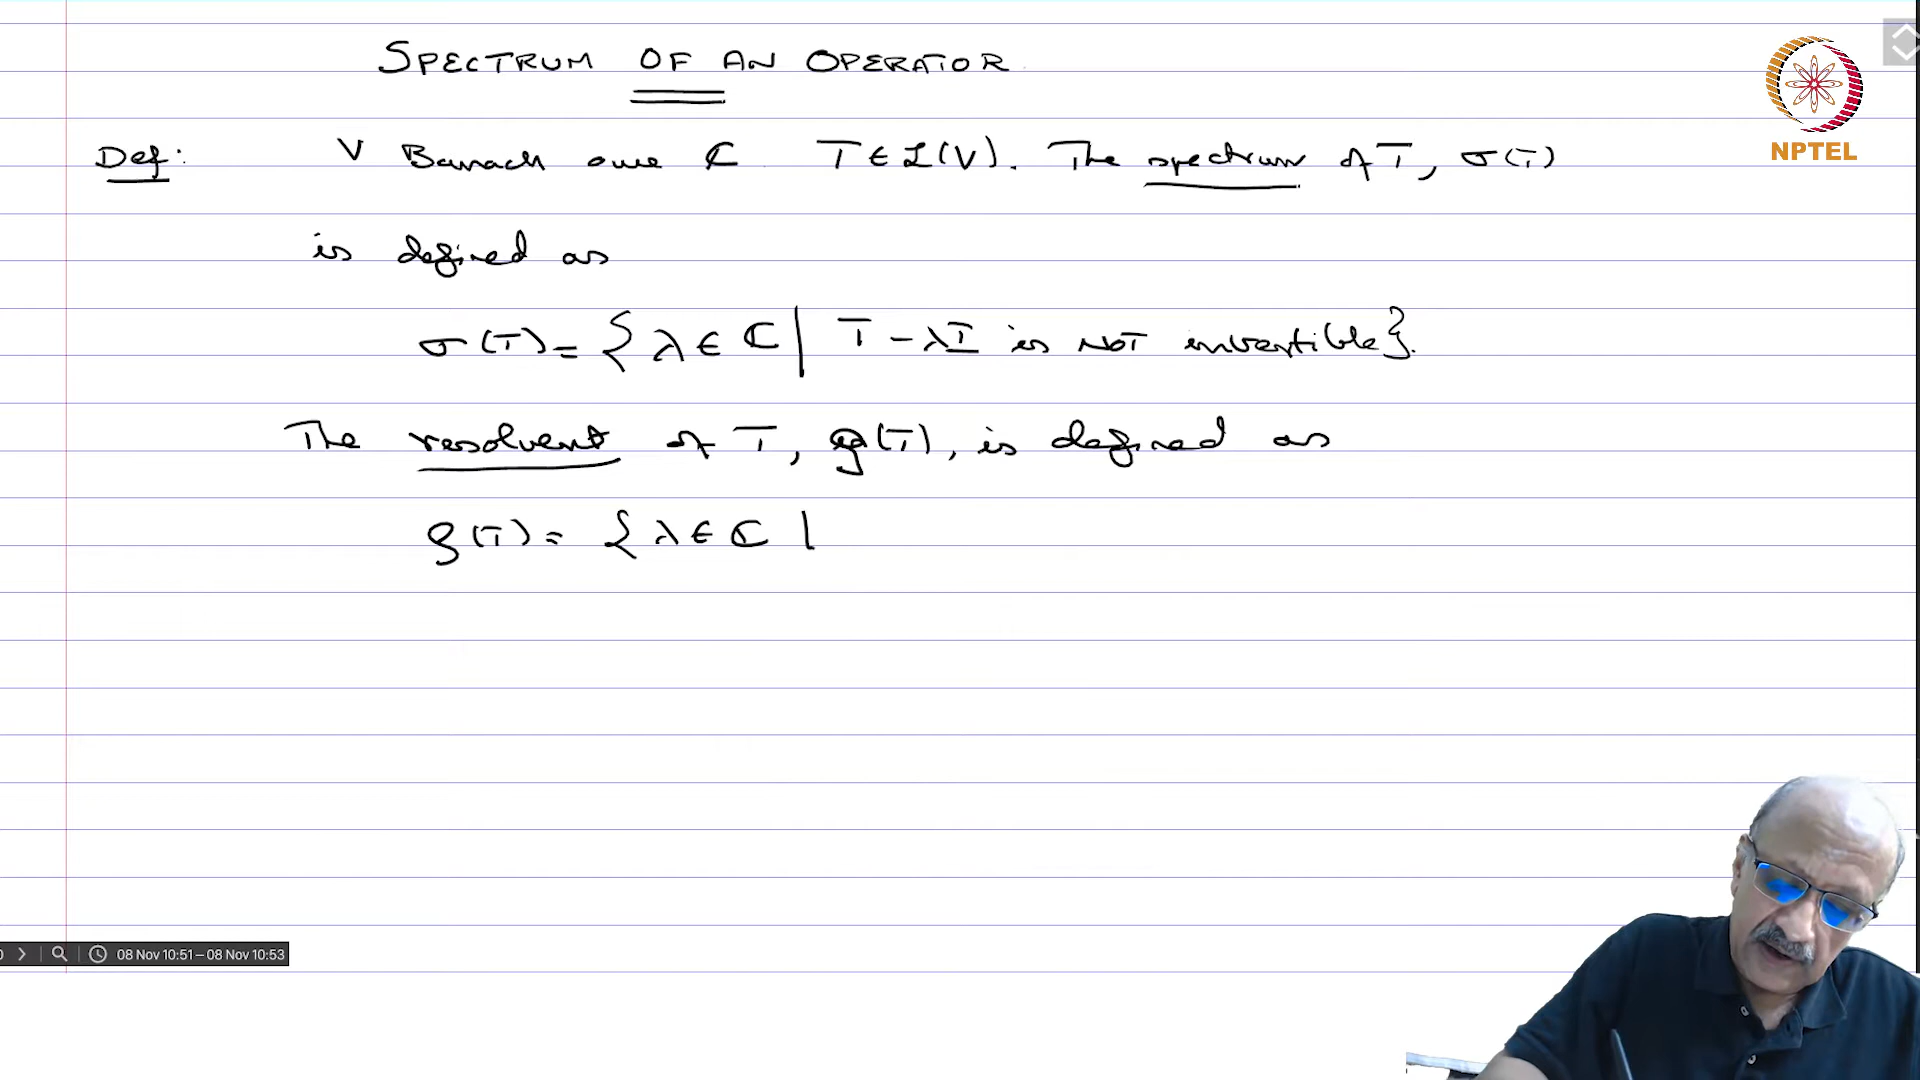 SPECTRUM OF AN OPERATOR
NPTEL
Def: V Banach over ℂ. T ∈ ℒ(V). The spectrum of T, σ(T)
is defined as
σ(T) = { λ ∈ ℂ | T - λI is NOT invertible}.
The resolvent of T, ρ(T), is defined as
ρ(T) = { λ ∈ ℂ |
08 Nov 10:51 – 08 Nov 10:53